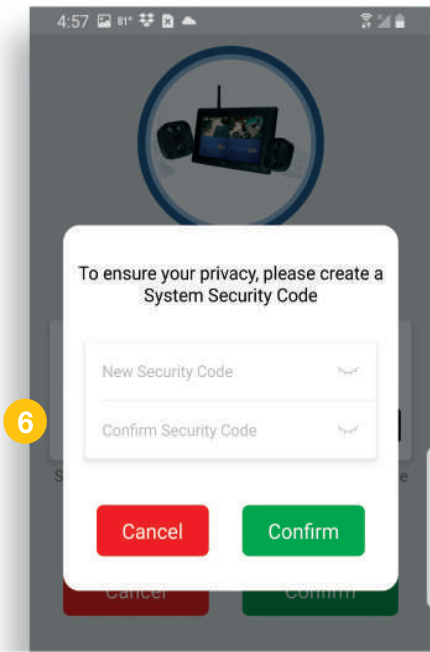 4:57 81°
To ensure your privacy, please create a
System Security Code
New Security Code
6
Confirm Security Code
S
e
Cancel
Confirm
Cancel
Confirm